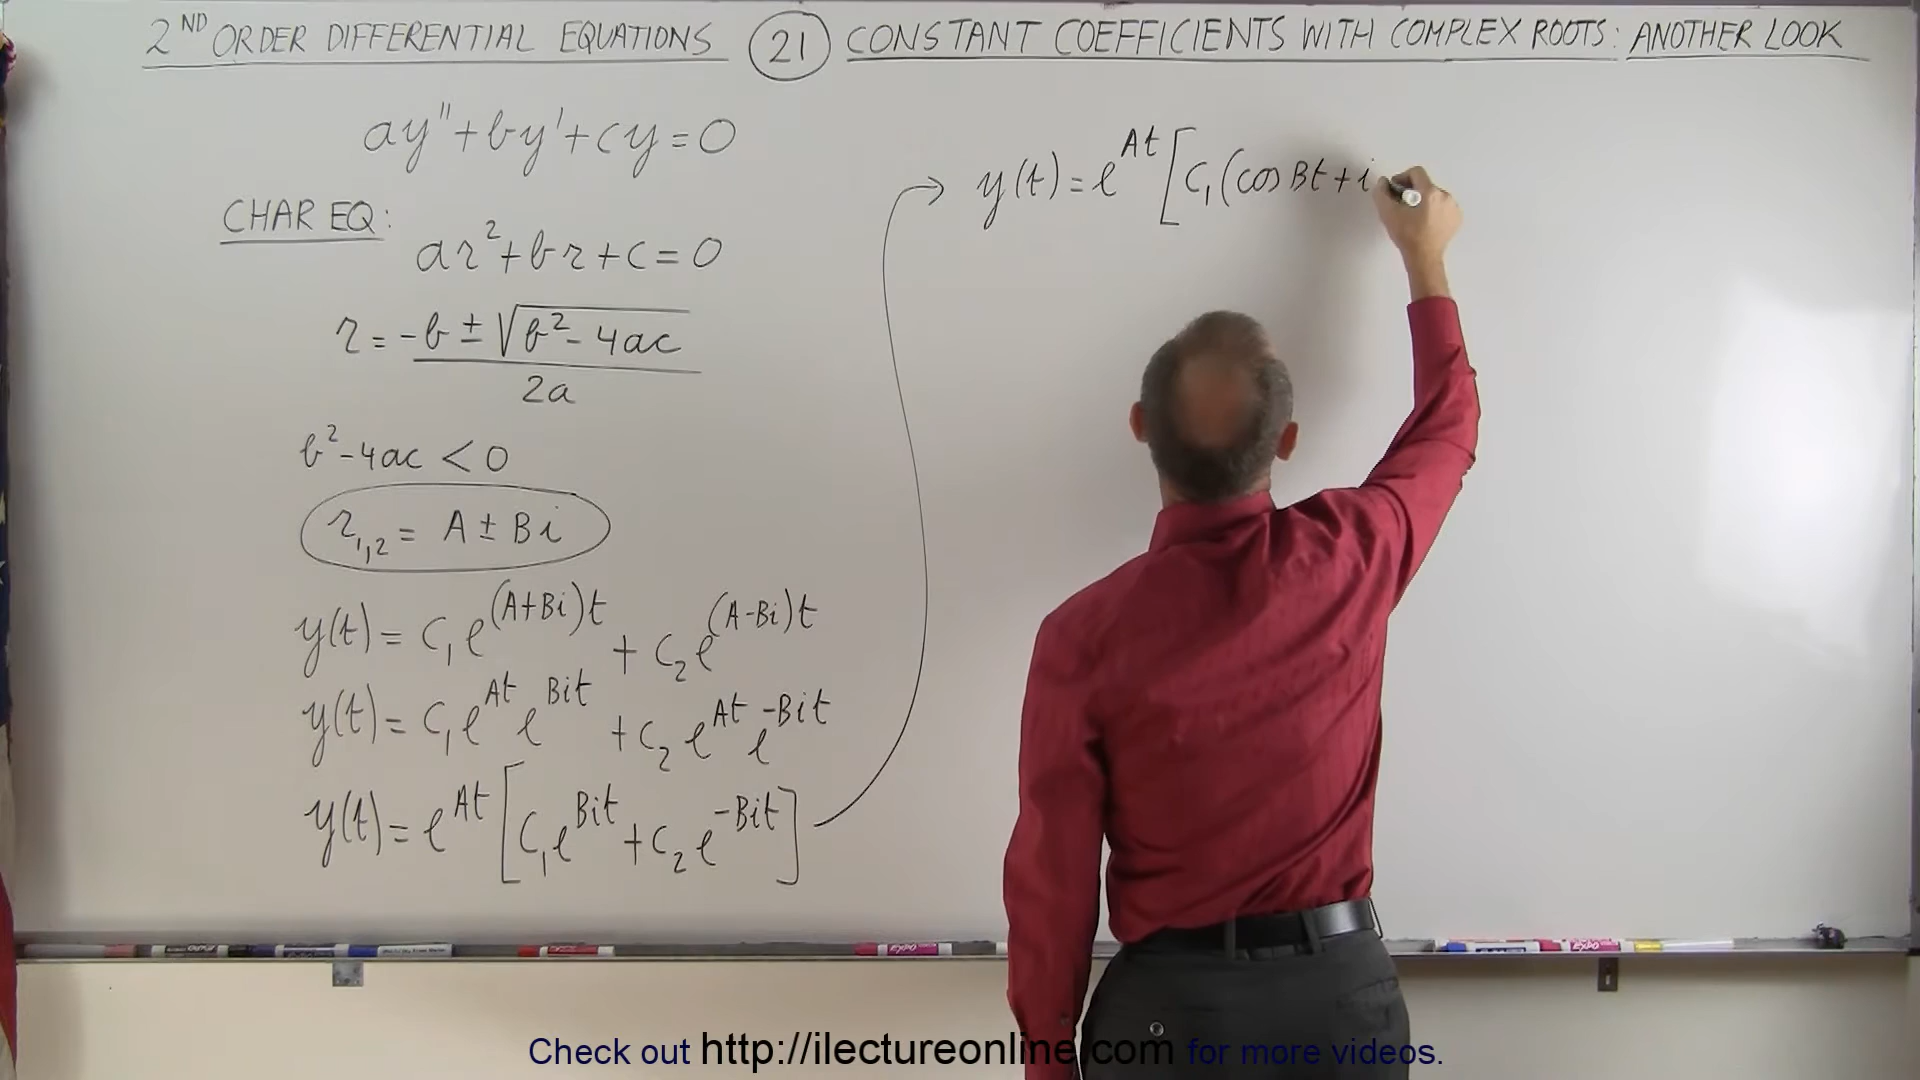 2ND ORDER DIFFERENTIAL EQUATIONS (21) CONSTANT COEFFICIENTS WITH COMPLEX ROOTS: ANOTHER LOOK
ay'' + by' + cy = 0
CHAR EQ:
ar² + br + c = 0
r = -b ± √(b² - 4ac) / 2a
b² - 4ac < 0
r₁,₂ = A ± Bi
y(t) = c₁e^(A+Bi)t + c₂e^(A-Bi)t
y(t) = c₁e^At e^Bit + c₂e^At e^-Bit
y(t) = e^At [c₁e^Bit + c₂e^-Bit]
y(t) = e^At [c₁(cos Bt + i
Check out http://ilectureonline.com for more videos.